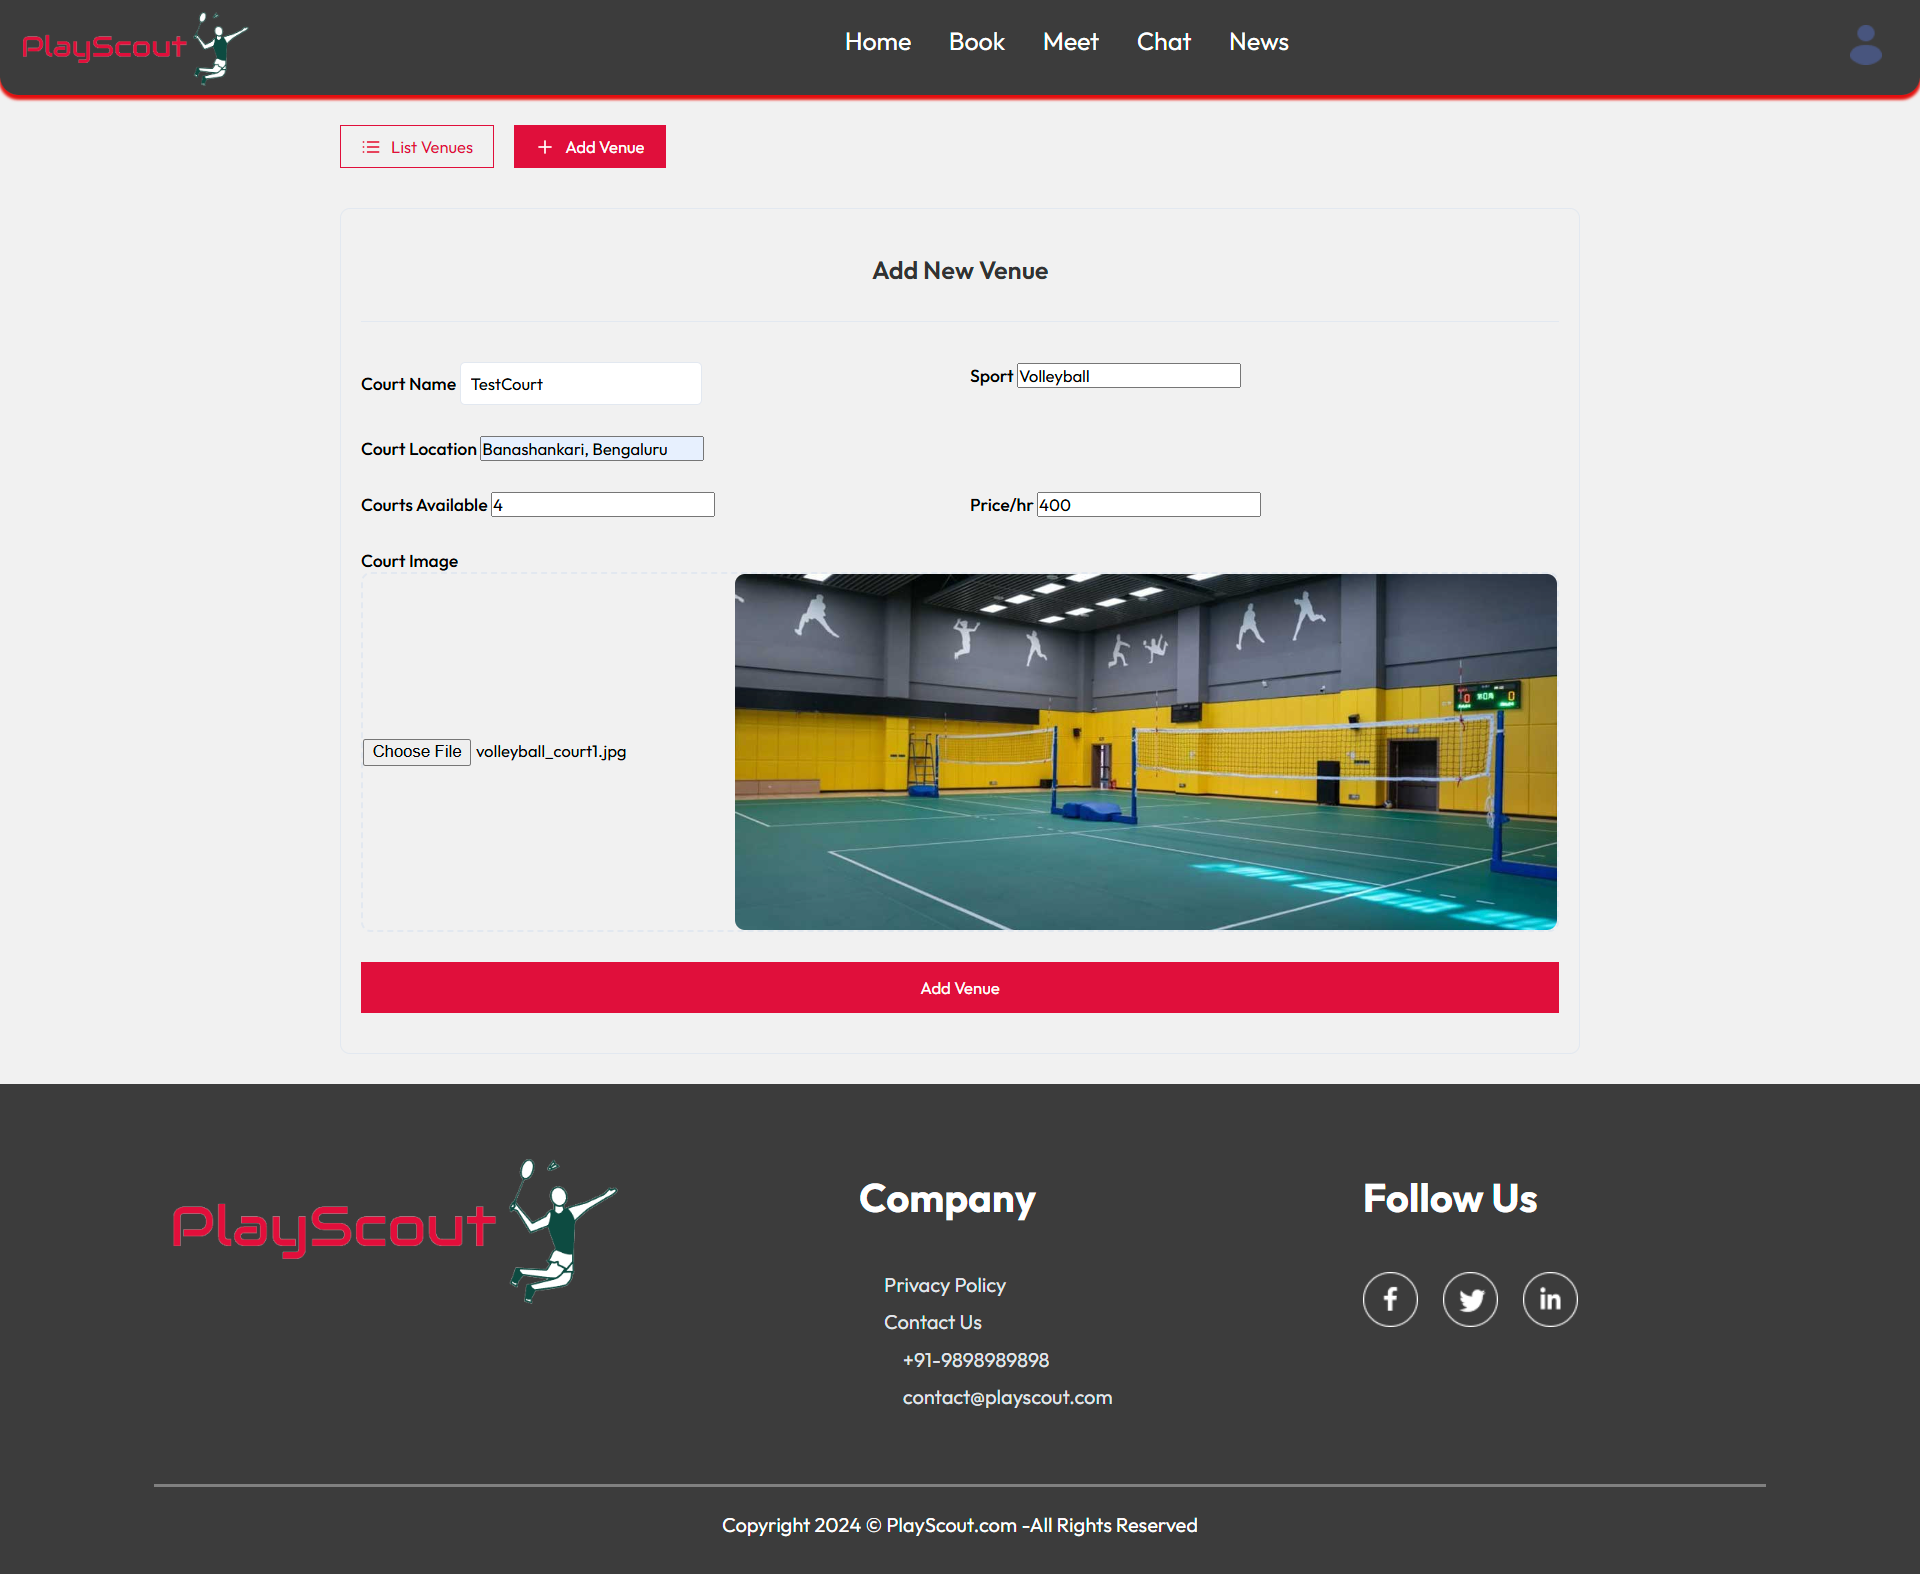 PlayScout
Home Book Meet Chat News
List Venues
Add Venue
Add New Venue
Court Name TestCourt
Sport Volleyball
Court Location Banashankari, Bengaluru
Courts Available 4
Price/hr 400
Court Image
Choose File volleyball_court1.jpg
Add Venue
PlayScout
Company
Follow Us
Privacy Policy
Contact Us
+91-9898989898
contact@playscout.com
Copyright 2024 © PlayScout.com -All Rights Reserved